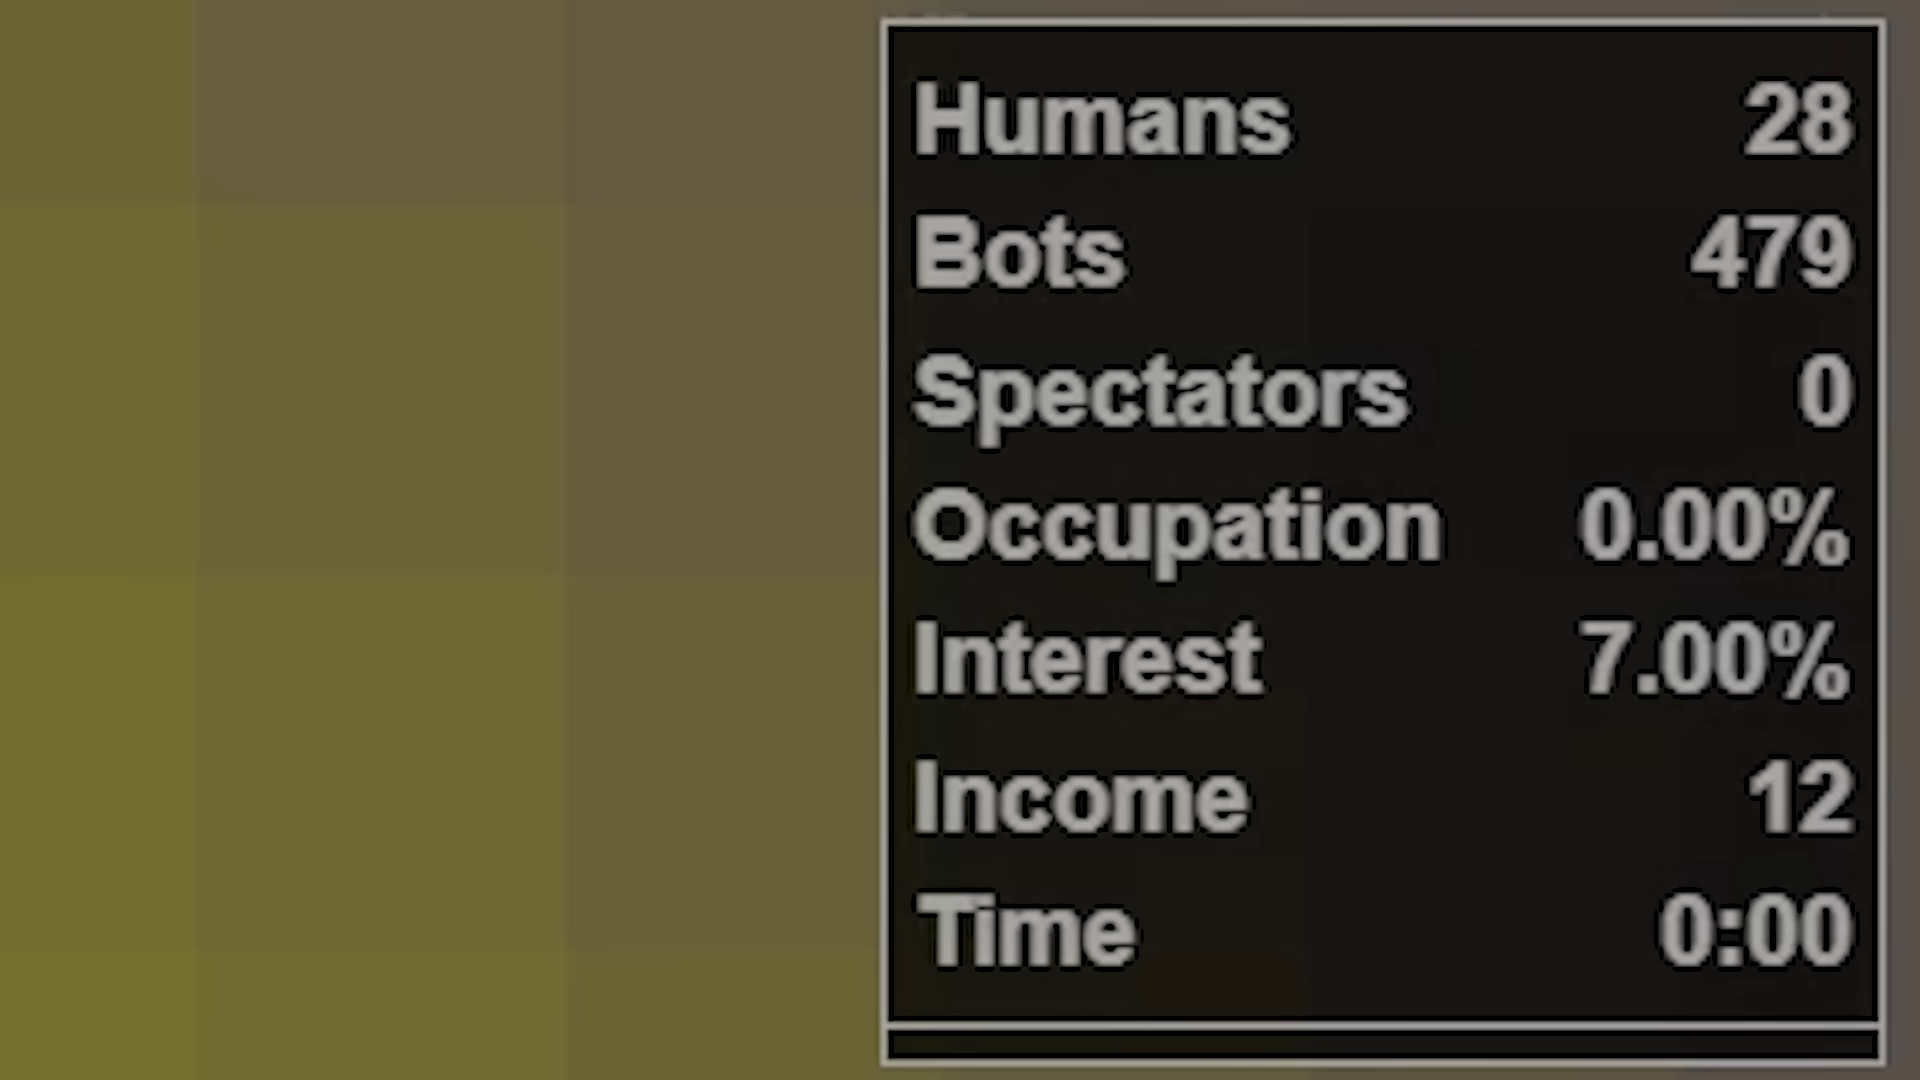 Humans 28
Bots 479
Spectators 0
Occupation 0.00%
Interest 7.00%
Income 12
Time 0:00